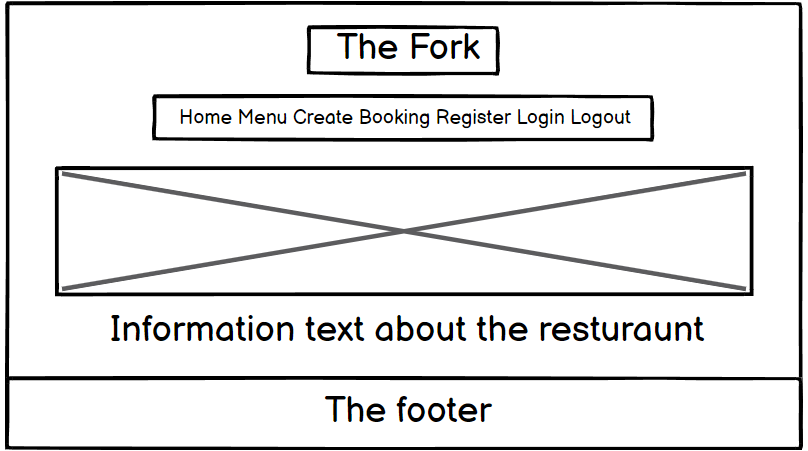 The Fork
Home Menu Create Booking Register Login Logout
Information text about the resturaunt
The footer